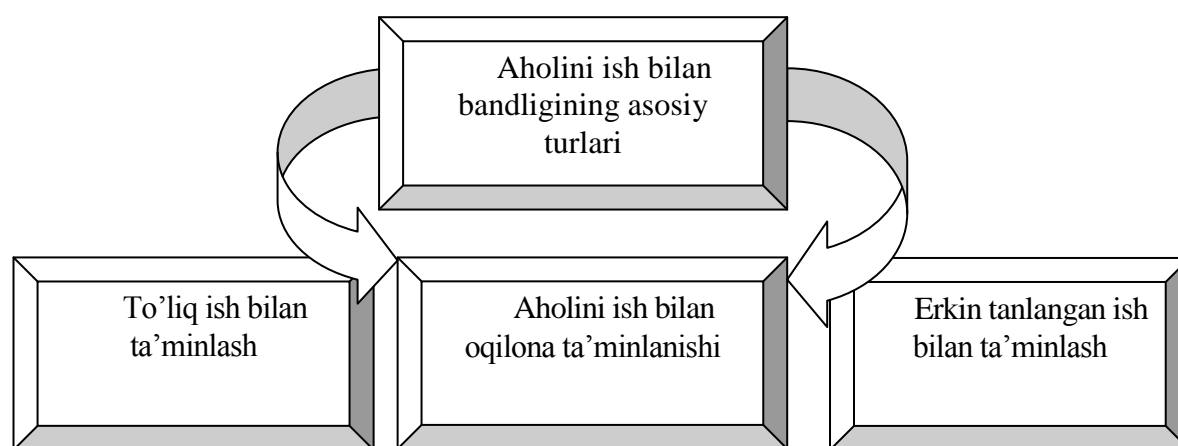 Aholini ish bilan
bandligining asosiy
turlari
To’liq ish bilan
ta’minlash
Aholini ish bilan
oqilona ta’minlanishi
Erkin tanlangan ish
bilan ta’minlash